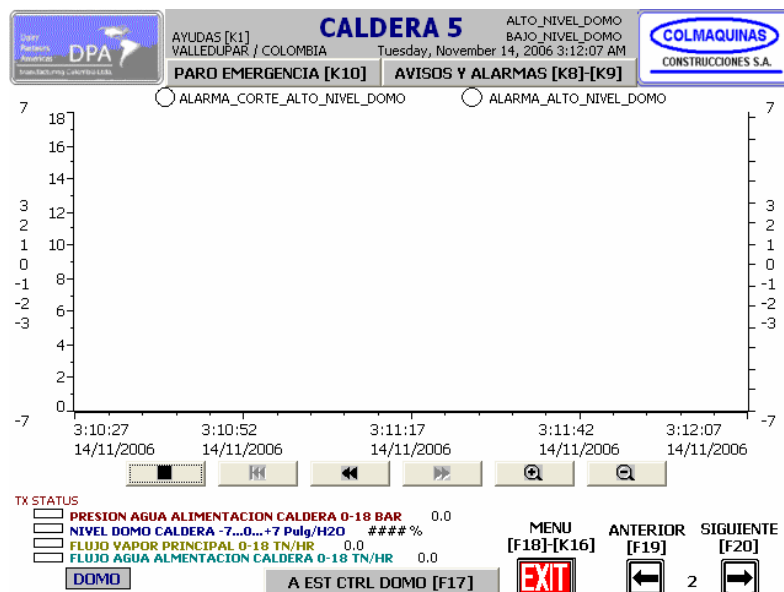 Dairy
Partners
Americas
DPA
Manufacturing Colombia Ltda.
AYUDAS [K1]
VALLEDUPAR / COLOMBIA
CALDERA 5
Tuesday, November 14, 2006 3:12:07 AM
ALTO_NIVEL_DOMO
BAJO_NIVEL_DOMO
COLMAQUINAS
CONSTRUCCIONES S.A.
PARO EMERGENCIA [K10]
AVISOS Y ALARMAS [K8]-[K9]
ALARMA_CORTE_ALTO_NIVEL_DOMO
ALARMA_ALTO_NIVEL_DOMO
7
3
2
1
0
-1
-2
-3
-7
18
16
14
12
10
8
6
4
2
0
7
3
2
1
0
-1
-2
-3
-7
3:10:27
14/11/2006
3:10:52
14/11/2006
3:11:17
14/11/2006
3:11:42
14/11/2006
3:12:07
14/11/2006
TX STATUS
PRESION AGUA ALIMENTACION CALDERA 0-18 BAR 0.0
NIVEL DOMO CALDERA -7...0...+7 Pulg/H2O ####%
FLUJO VAPOR PRINCIPAL 0-18 TN/HR 0.0
FLUJO AGUA ALMENTACION CALDERA 0-18 TN/HR 0.0
DOMO
A EST CTRL DOMO [F17]
MENU
[F18]-[K16]
EXIT
ANTERIOR
[F19]
2
SIGUIENTE
[F20]